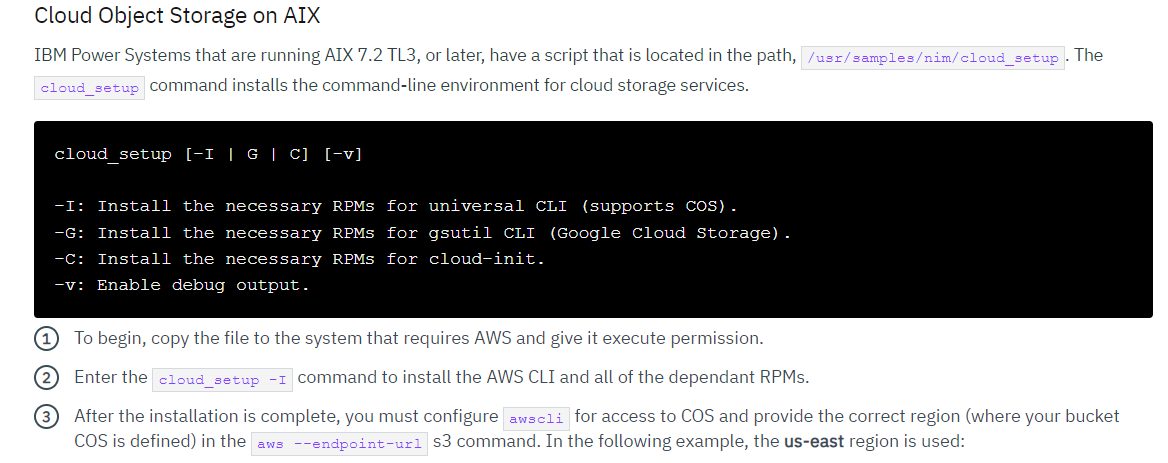 Cloud Object Storage on AIX
IBM Power Systems that are running AIX 7.2 TL3, or later, have a script that is located in the path, /usr/samples/nim/cloud_setup. The
cloud_setup command installs the command-line environment for cloud storage services.
cloud_setup [-I | G | C] [-v]
-I: Install the necessary RPMs for universal CLI (supports COS).
-G: Install the necessary RPMs for gsutil CLI (Google Cloud Storage).
-C: Install the necessary RPMs for cloud-init.
-v: Enable debug output.
1 To begin, copy the file to the system that requires AWS and give it execute permission.
2 Enter the cloud_setup -I command to install the AWS CLI and all of the dependant RPMs.
3 After the installation is complete, you must configure awscli for access to COS and provide the correct region (where your bucket
COS is defined) in the aws --endpoint-url s3 command. In the following example, the us-east region is used: